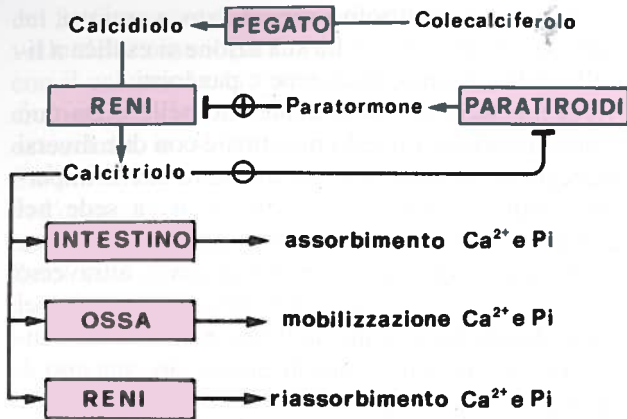 Calcidiolo FEGATO Colecalciferolo
RENI + Paratormone PARATIROIDI
Calcitriolo −
INTESTINO assorbimento Ca²⁺ e Pi
OSSA mobilizzazione Ca²⁺ e Pi
RENI riassorbimento Ca²⁺ e Pi